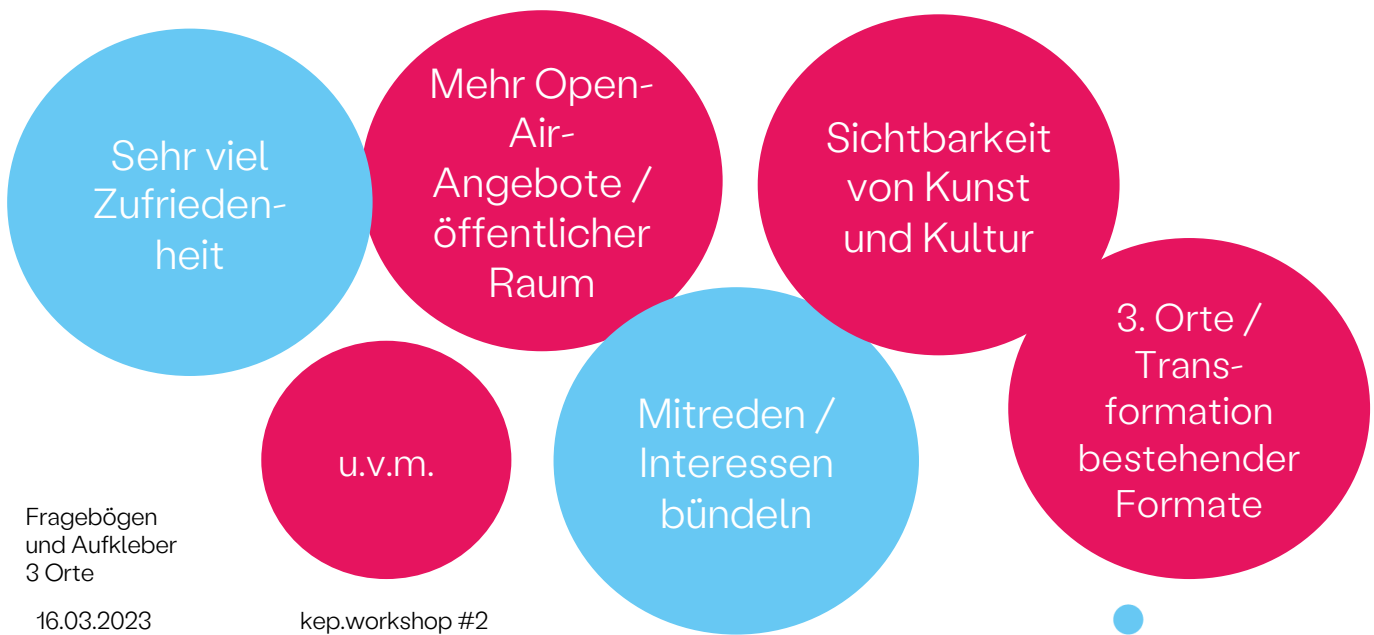 Sehr viel
Zufrieden-
heit
Mehr Open-
Air-
Angebote /
öffentlicher
Raum
Sichtbarkeit
von Kunst
und Kultur
3. Orte /
Trans-
formation
bestehender
Formate
u.v.m.
Mitreden /
Interessen
bündeln
Fragebögen
und Aufkleber
3 Orte
16.03.2023
kep.workshop #2